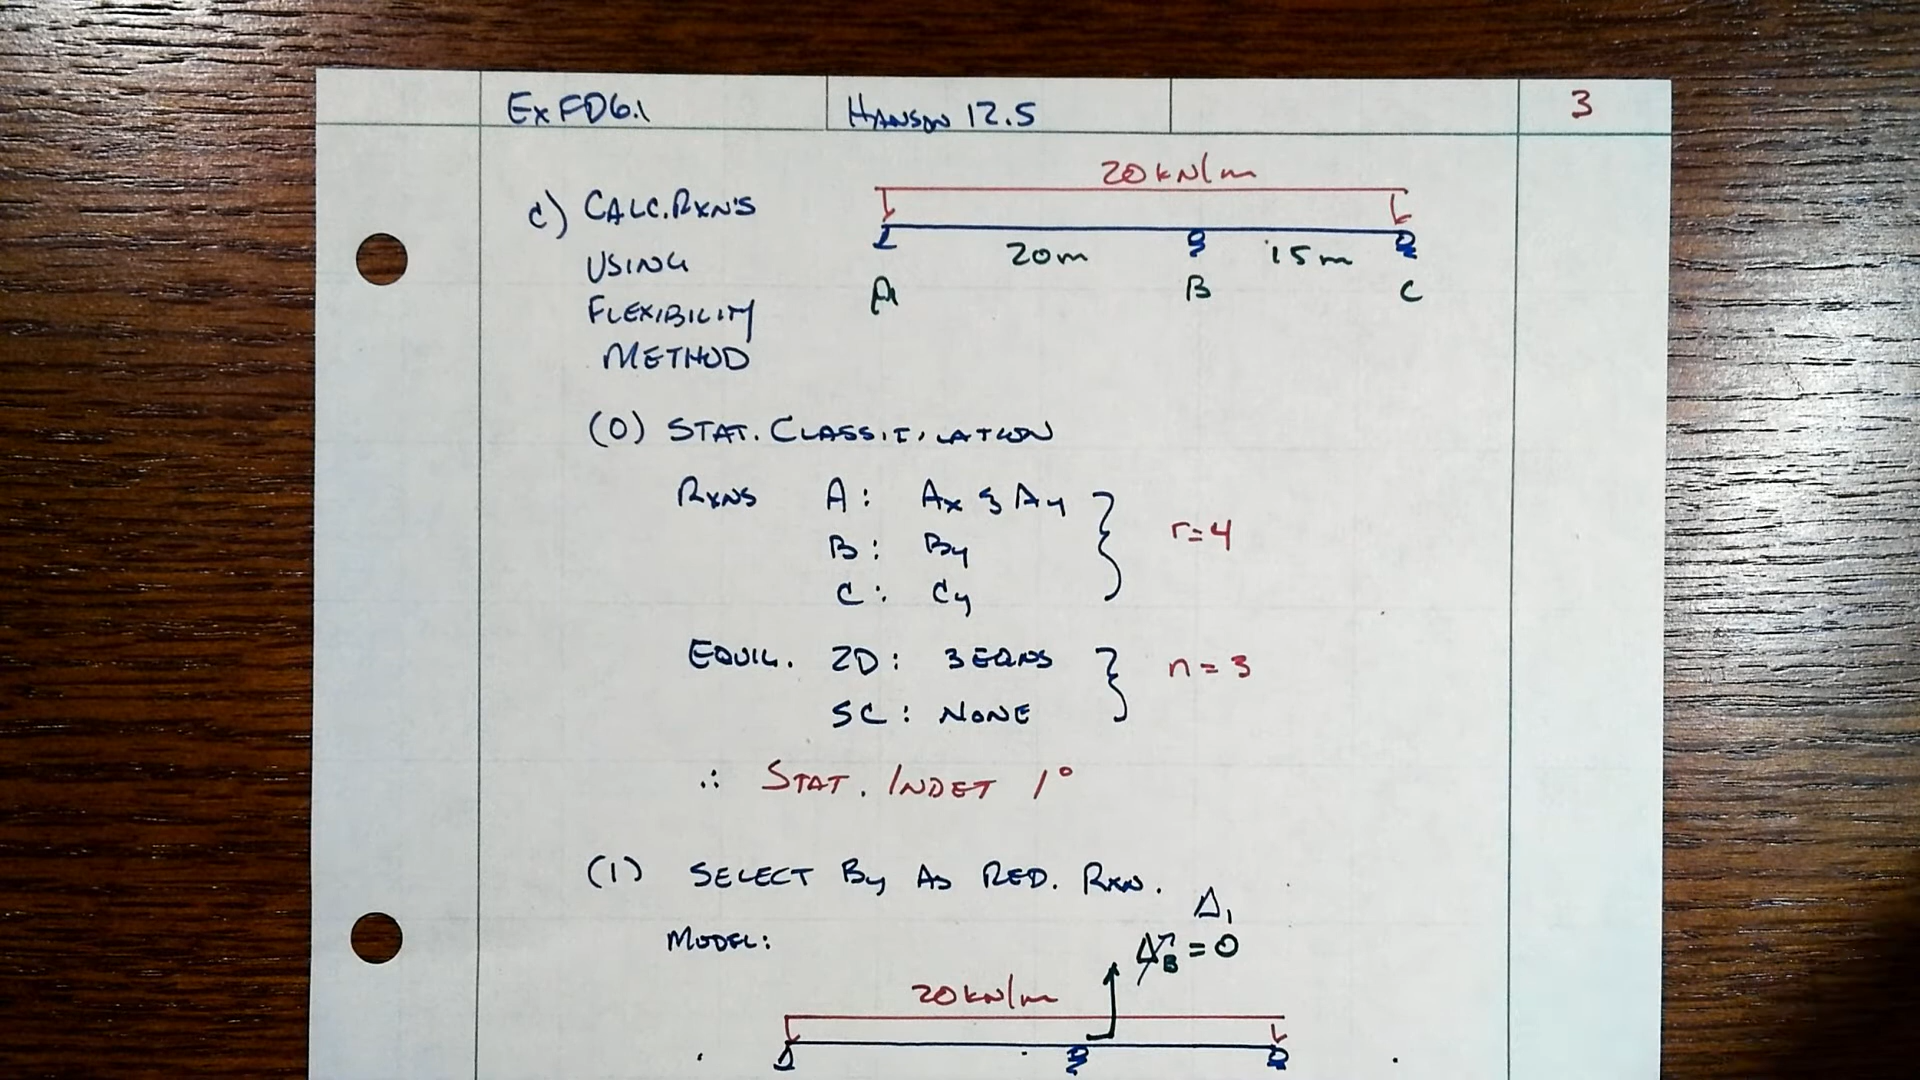 Ex FD6.1 HANSON 12.5 3
20 kN/m
c) CALC. RXN'S
USING
FLEXIBILITY
METHOD
20m 15m
A B C
(0) STAT. CLASSIFICATION
RXNS A: Ax & Ay
B: By
C: Cy
r=4
EQUIL. 2D: 3 EQNS
SC: NONE
n = 3
∴ STAT. INDET 1°
(1) SELECT By AS RED. RXN.
Δ₁
MODEL:
Δ_B = 0
20 kN/m